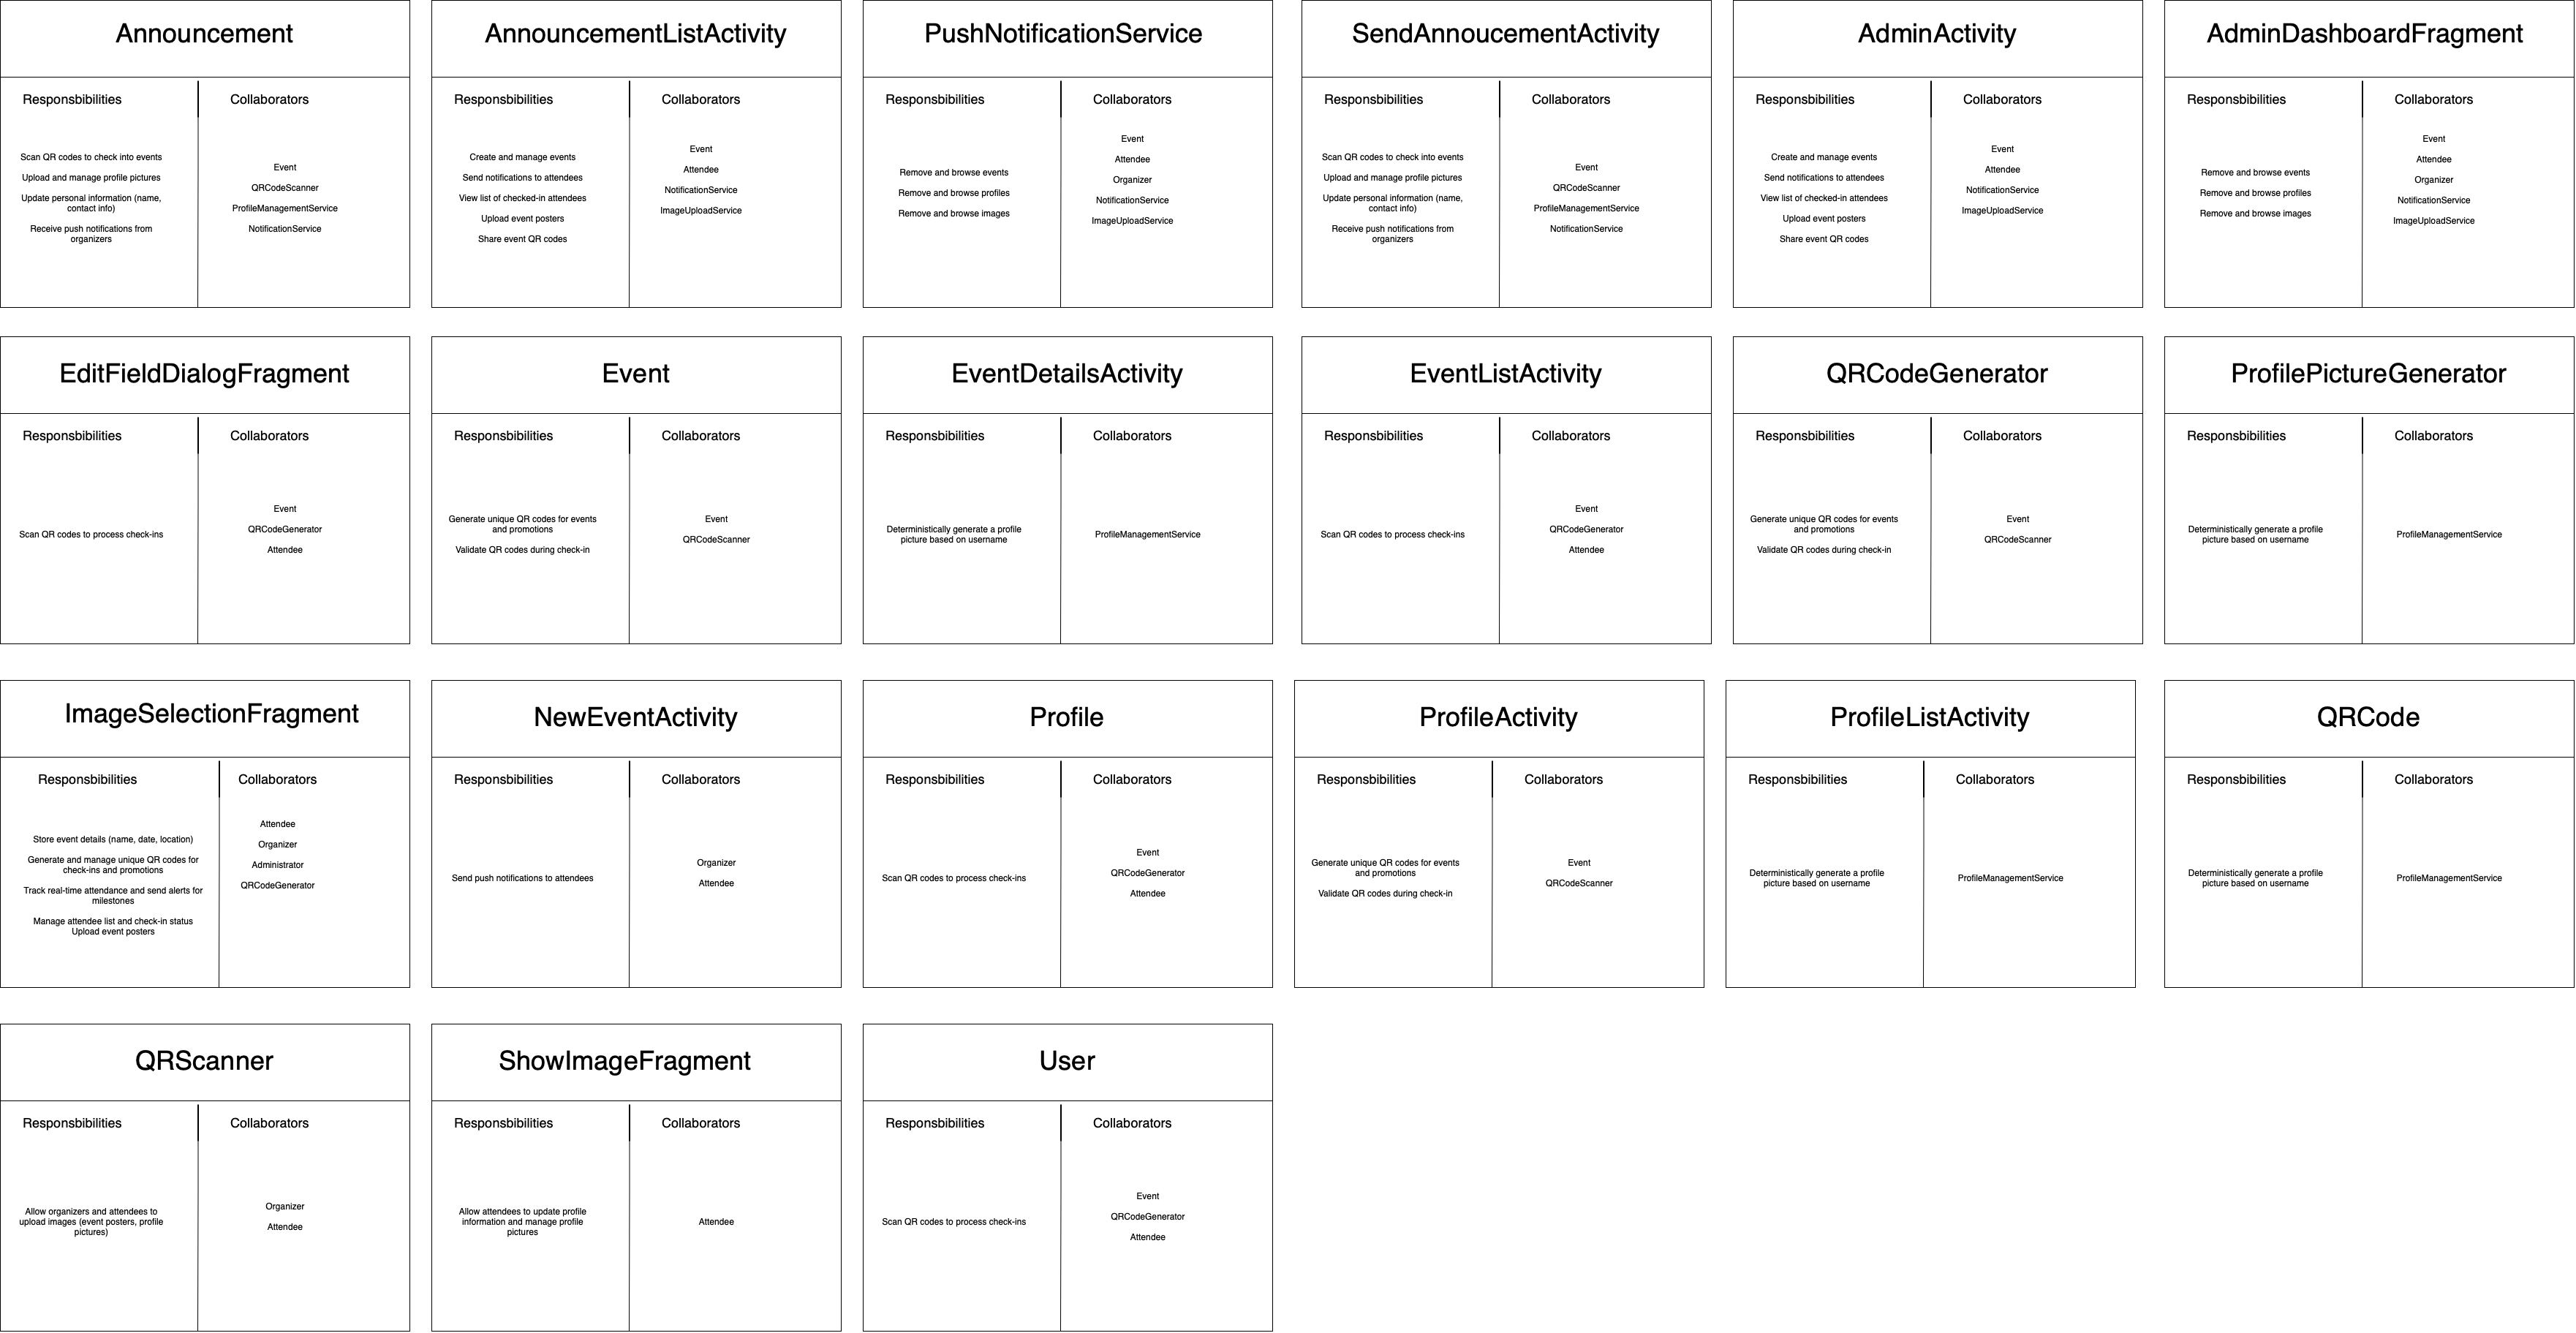 Announcement
Responsbibilities
Collaborators
Scan QR codes to check into events
Upload and manage profile pictures
Update personal information (name,
contact info)
Receive push notifications from
organizers
Event
QRCodeScanner
ProfileManagementService
NotificationService
AnnouncementListActivity
Responsbibilities
Collaborators
Create and manage events
Send notifications to attendees
View list of checked-in attendees
Upload event posters
Share event QR codes
Event
Attendee
NotificationService
ImageUploadService
PushNotificationService
Responsbibilities
Collaborators
Remove and browse events
Remove and browse profiles
Remove and browse images
Event
Attendee
Organizer
NotificationService
ImageUploadService
SendAnnoucementActivity
Responsbibilities
Collaborators
Scan QR codes to check into events
Upload and manage profile pictures
Update personal information (name,
contact info)
Receive push notifications from
organizers
Event
QRCodeScanner
ProfileManagementService
NotificationService
AdminActivity
Responsbibilities
Collaborators
Create and manage events
Send notifications to attendees
View list of checked-in attendees
Upload event posters
Share event QR codes
Event
Attendee
NotificationService
ImageUploadService
AdminDashboardFragment
Responsbibilities
Collaborators
Remove and browse events
Remove and browse profiles
Remove and browse images
Event
Attendee
Organizer
NotificationService
ImageUploadService
EditFieldDialogFragment
Responsbibilities
Collaborators
Scan QR codes to process check-ins
Event
QRCodeGenerator
Attendee
Event
Responsbibilities
Collaborators
Generate unique QR codes for events
and promotions
Validate QR codes during check-in
Event
QRCodeScanner
EventDetailsActivity
Responsbibilities
Collaborators
Deterministically generate a profile
picture based on username
ProfileManagementService
EventListActivity
Responsbibilities
Collaborators
Scan QR codes to process check-ins
Event
QRCodeGenerator
Attendee
QRCodeGenerator
Responsbibilities
Collaborators
Generate unique QR codes for events
and promotions
Validate QR codes during check-in
Event
QRCodeScanner
ProfilePictureGenerator
Responsbibilities
Collaborators
Deterministically generate a profile
picture based on username
ProfileManagementService
ImageSelectionFragment
Responsbibilities
Collaborators
Store event details (name, date, location)
Generate and manage unique QR codes for
check-ins and promotions
Track real-time attendance and send alerts for
milestones
Manage attendee list and check-in status
Upload event posters
Attendee
Organizer
Administrator
QRCodeGenerator
NewEventActivity
Responsbibilities
Collaborators
Send push notifications to attendees
Organizer
Attendee
Profile
Responsbibilities
Collaborators
Scan QR codes to process check-ins
Event
QRCodeGenerator
Attendee
ProfileActivity
Responsbibilities
Collaborators
Generate unique QR codes for events
and promotions
Validate QR codes during check-in
Event
QRCodeScanner
ProfileListActivity
Responsbibilities
Collaborators
Deterministically generate a profile
picture based on username
ProfileManagementService
QRCode
Responsbibilities
Collaborators
Deterministically generate a profile
picture based on username
ProfileManagementService
QRScanner
Responsbibilities
Collaborators
Allow organizers and attendees to
upload images (event posters, profile
pictures)
Organizer
Attendee
ShowImageFragment
Responsbibilities
Collaborators
Allow attendees to update profile
information and manage profile
pictures
Attendee
User
Responsbibilities
Collaborators
Scan QR codes to process check-ins
Event
QRCodeGenerator
Attendee